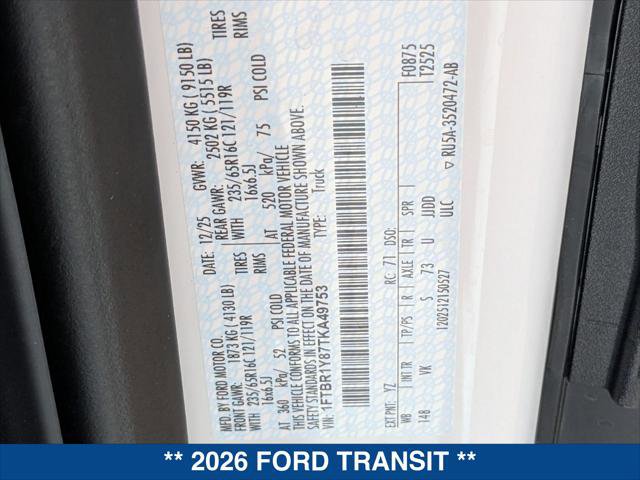 MFD. BY FORD MOTOR CO.
DATE: 12/25 GVWR: 4150 KG ( 9150 LB)
FRONT GAWR: 1873 KG ( 4130 LB) REAR GAWR: 2502 KG ( 5515 LB)
WITH 235/65R16C 121/119R TIRES WITH 235/65R16C 121/119R TIRES
16x6.5J RIMS 16x6.5J RIMS
AT 360 kPa/ 52 PSI COLD AT 520 kPa/ 75 PSI COLD
THIS VEHICLE CONFORMS TO ALL APPLICABLE FEDERAL MOTOR VEHICLE
SAFETY STANDARDS IN EFFECT ON THE DATE OF MANUFACTURE SHOWN ABOVE.
VIN: 1FTBR1Y87TKA49753 TYPE: Truck
F0875
T2525
EXT PNT: YZ RC: 71 DSO:
WB INT TR TP/PS R AXLE TR SPR
148 VK S 73 U JJDD
ULC
120251215O527
RU5A-3520472-AB
** 2026 FORD TRANSIT **